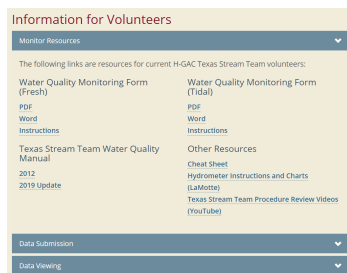 Information for Volunteers
Monitor Resources
The following links are resources for current H-GAC Texas Stream Team volunteers:
Water Quality Monitoring Form
(Fresh)
PDF
Word
Instructions
Water Quality Monitoring Form
(Tidal)
PDF
Word
Instructions
Texas Stream Team Water Quality
Manual
2012
2019 Update
Other Resources
Cheat Sheet
Hydrometer Instructions and Charts
(LaMotte)
Texas Stream Team Procedure Review Videos
(YouTube)
Data Submission
Data Viewing